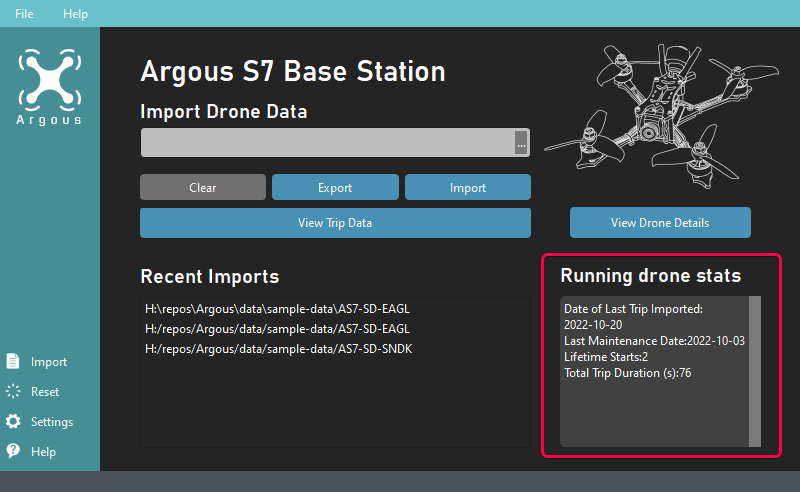 File Help
Argous
Argous S7 Base Station
Import Drone Data
...
Clear Export Import
View Trip Data
View Drone Details
Recent Imports
H:\repos\Argous\data\sample-data\AS7-SD-EAGL
H:/repos/Argous/data/sample-data/AS7-SD-EAGL
H:/repos/Argous/data/sample-data/AS7-SD-SNDK
Running drone stats
Date of Last Trip Imported:
2022-10-20
Last Maintenance Date:2022-10-03
Lifetime Starts:2
Total Trip Duration (s):76
Import
Reset
Settings
Help